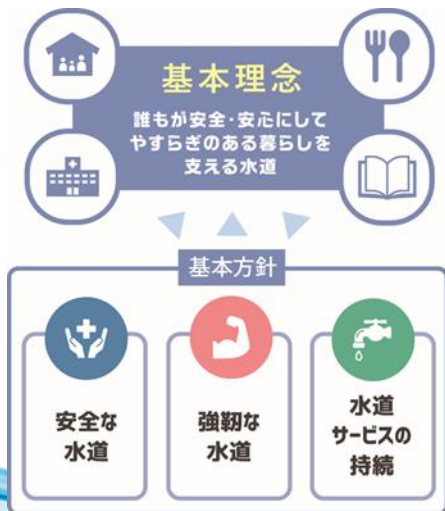 基本理念
誰もが安全・安心にして
やすらぎのある暮らしを
支える水道
基本方針
安全な
水道
強靭な
水道
水道
サービスの
持続